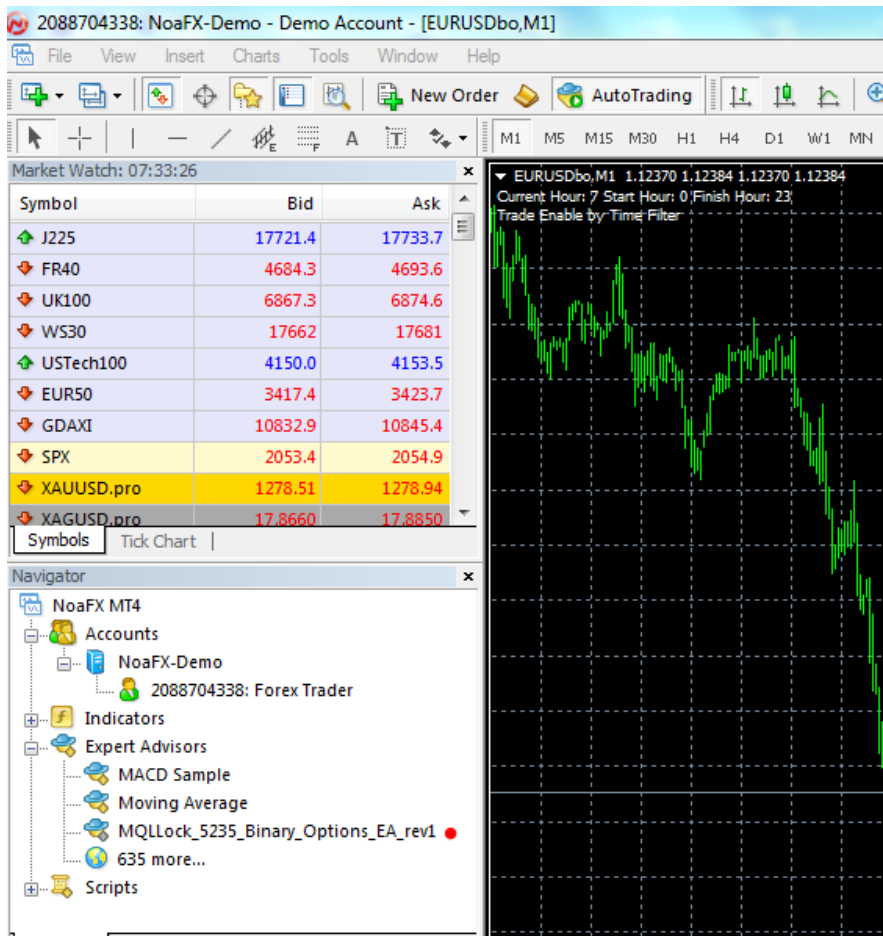 2088704338: NoaFX-Demo - Demo Account - [EURUSDbo,M1]
File View Insert Charts Tools Window Help
New Order AutoTrading
E F A T M1 M5 M15 M30 H1 H4 D1 W1 MN
Market Watch: 07:33:26 x
Symbol Bid Ask
J225 17721.4 17733.7
FR40 4684.3 4693.6
UK100 6867.3 6874.6
WS30 17662 17681
USTech100 4150.0 4153.5
EUR50 3417.4 3423.7
GDAXI 10832.9 10845.4
SPX 2053.4 2054.9
XAUUSD.pro 1278.51 1278.94
XAGUSD.pro 17.8660 17.8850
Symbols Tick Chart
Navigator x
NoaFX MT4
Accounts
NoaFX-Demo
2088704338: Forex Trader
Indicators
Expert Advisors
MACD Sample
Moving Average
MQLLock_5235_Binary_Options_EA_rev1
635 more...
Scripts
EURUSDbo,M1 1.12370 1.12384 1.12370 1.12384
Current Hour: 7 Start Hour: 0 Finish Hour: 23
Trade Enable by Time Filter